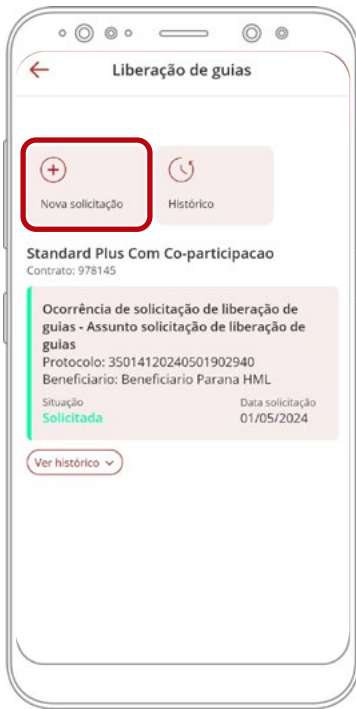 Liberação de guias
Nova solicitação
Histórico
Standard Plus Com Co-participacao
Contrato: 978145
Ocorrência de solicitação de liberação de
guias - Assunto solicitação de liberação de
guias
Protocolo: 35014120240501902940
Beneficiario: Beneficiario Parana HML
Situação
Data solicitação
Solicitada
01/05/2024
Ver histórico